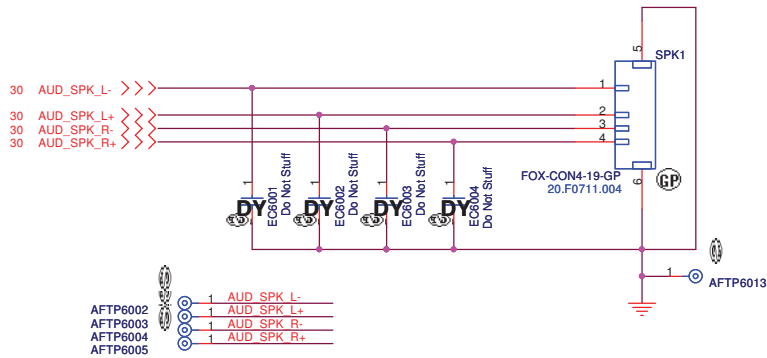 5
SPK1
30 AUD_SPK_L- 1
30 AUD_SPK_L+ 2
30 AUD_SPK_R- 3
30 AUD_SPK_R+ 4
1 1 1 1
DY DY DY DY
EC6001
Do Not Stuff
EC6002
Do Not Stuff
EC6003
Do Not Stuff
EC6004
Do Not Stuff
FOX-CON4-19-GP
20.F0711.004
6
GP
1
AFTP6013
AFTP6002 1 AUD_SPK_L-
AFTP6003 1 AUD_SPK_L+
AFTP6004 1 AUD_SPK_R-
AFTP6005 1 AUD_SPK_R+